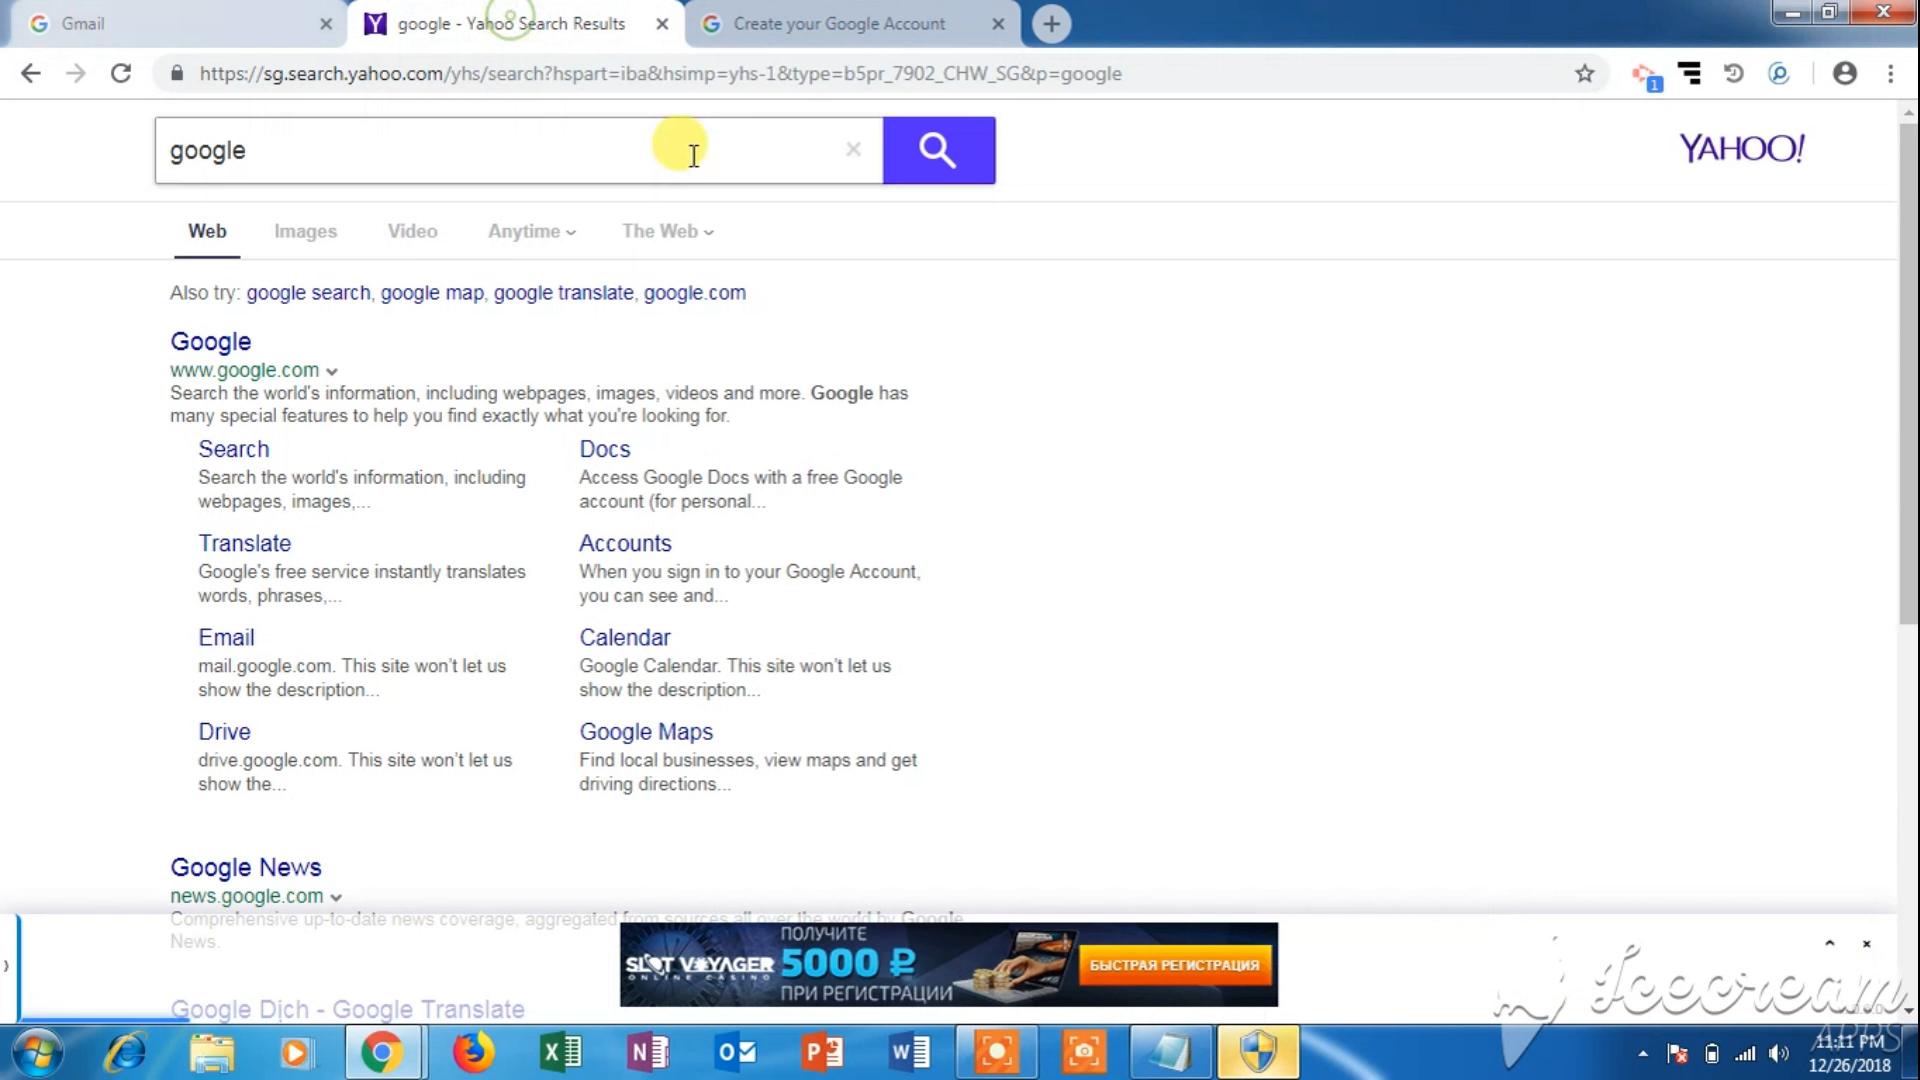 Gmail
google - Yahoo Search Results
Create your Google Account
https://sg.search.yahoo.com/yhs/search?hspart=iba&hsimp=yhs-1&type=b5pr_7902_CHW_SG&p=google
1
google
YAHOO!
Web
Images
Video
Anytime
The Web
Also try: google search, google map, google translate, google.com
Google
www.google.com
Search the world's information, including webpages, images, videos and more. Google has
many special features to help you find exactly what you're looking for.
Search
Search the world's information, including
webpages, images,...
Docs
Access Google Docs with a free Google
account (for personal...
Translate
Google's free service instantly translates
words, phrases,...
Accounts
When you sign in to your Google Account,
you can see and...
Email
mail.google.com. This site won't let us
show the description...
Calendar
Google Calendar. This site won't let us
show the description...
Drive
drive.google.com. This site won't let us
show the...
Google Maps
Find local businesses, view maps and get
driving directions...
Google News
news.google.com
Comprehensive up-to-date news coverage, aggregated from sources all over the world by Google
News.
Google Dịch - Google Translate
SLOT VOYAGER
ONLINE CASINO
ПОЛУЧИТЕ
5000 ₽
ПРИ РЕГИСТРАЦИИ
БЫСТРАЯ РЕГИСТРАЦИЯ
Icecream
APPS
11:11 PM
12/26/2018